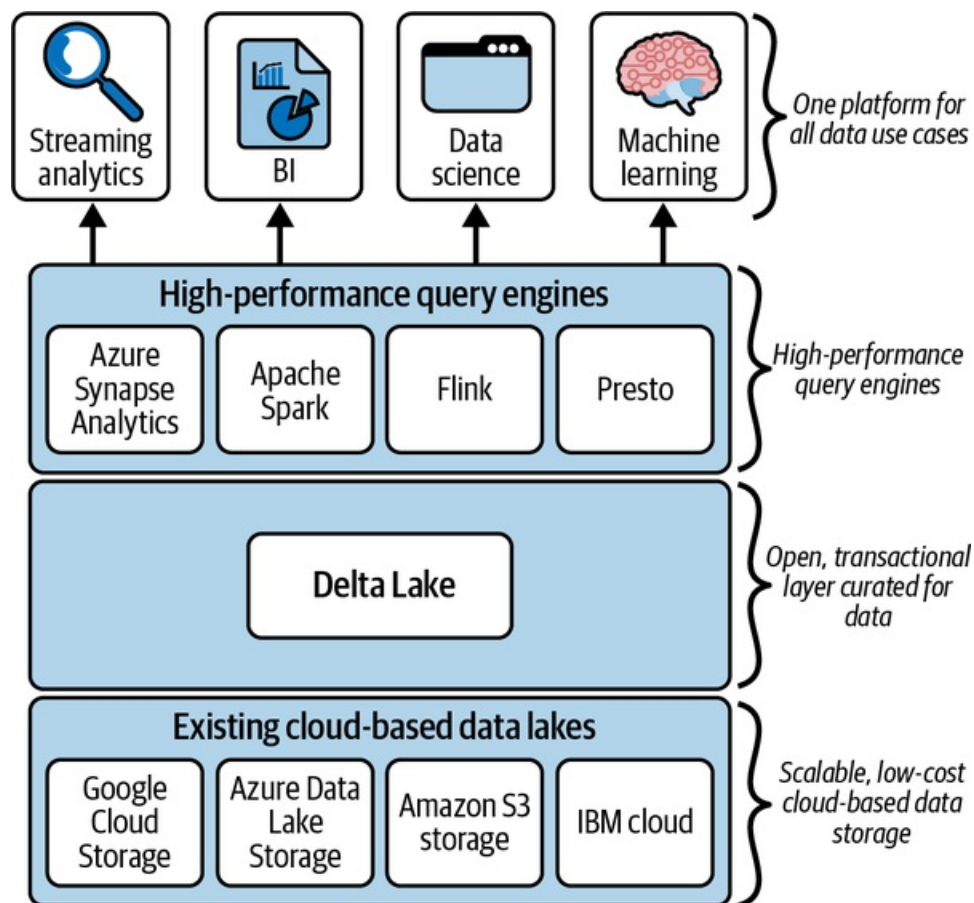 Streaming
analytics
BI
Data
science
Machine
learning
One platform for
all data use cases
High-performance query engines
Azure
Synapse
Analytics
Apache
Spark
Flink
Presto
High-performance
query engines
Delta Lake
Open, transactional
layer curated for
data
Existing cloud-based data lakes
Google
Cloud
Storage
Azure Data
Lake
Storage
Amazon S3
storage
IBM cloud
Scalable, low-cost
cloud-based data
storage